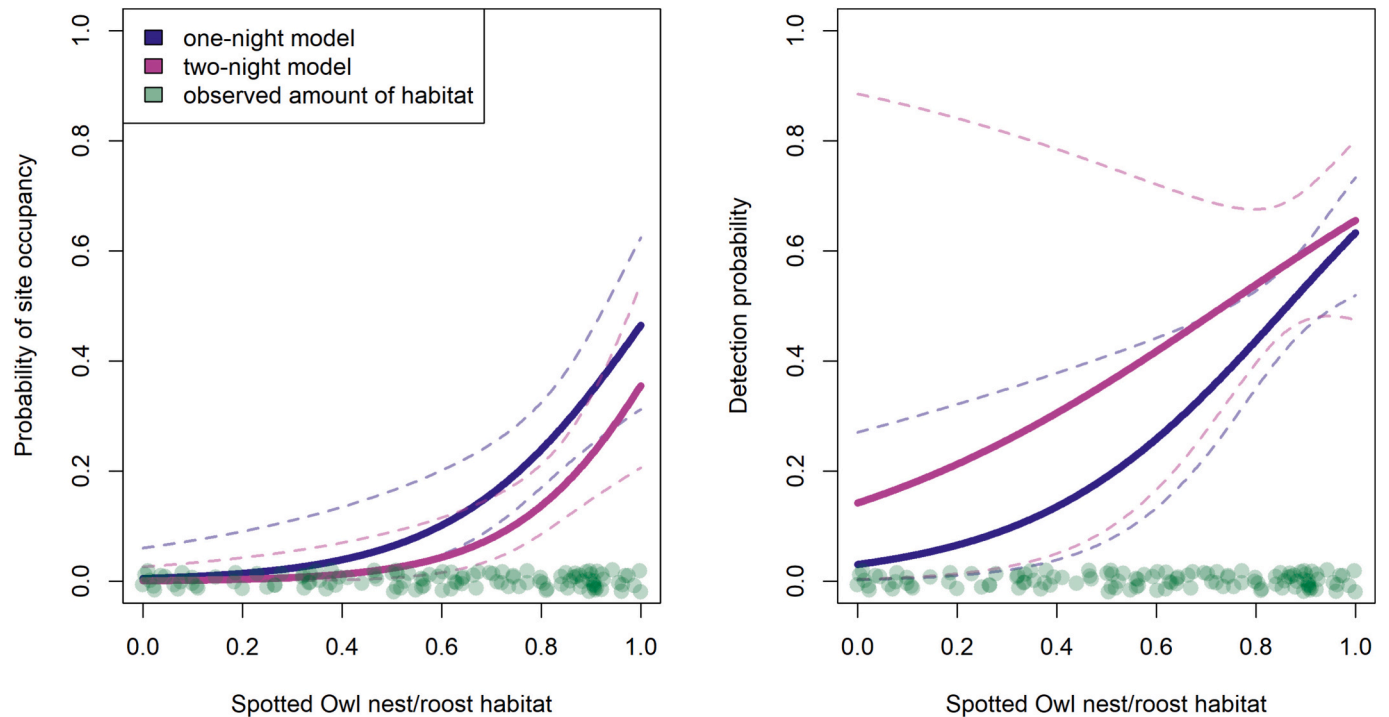 one-night model
two-night model
observed amount of habitat
Probability of site occupancy
0.0 0.2 0.4 0.6 0.8 1.0
0.0 0.2 0.4 0.6 0.8 1.0
Spotted Owl nest/roost habitat
Detection probability
0.0 0.2 0.4 0.6 0.8 1.0
0.0 0.2 0.4 0.6 0.8 1.0
Spotted Owl nest/roost habitat